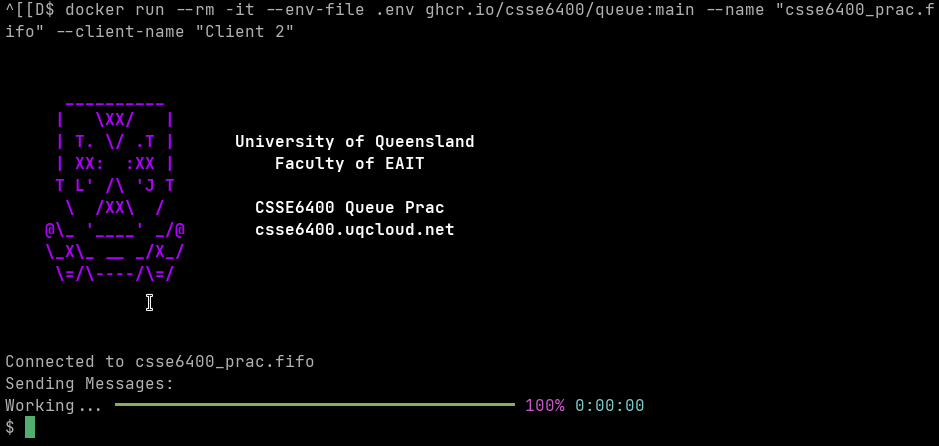 ^[[D$ docker run --rm -it --env-file .env ghcr.io/csse6400/queue:main --name "csse6400_prac.f
ifo" --client-name "Client 2"
__________
|   \XX/   |
| T. \/ .T |   University of Queensland
| XX:  :XX |   Faculty of EAIT
T L' /\ 'J T
\  /XX\  /   CSSE6400 Queue Prac
@\_ '____' _/@   csse6400.uqcloud.net
\_X\_ __ _/X_/
\=/\----/\=/
Connected to csse6400_prac.fifo
Sending Messages:
Working... 100% 0:00:00
$